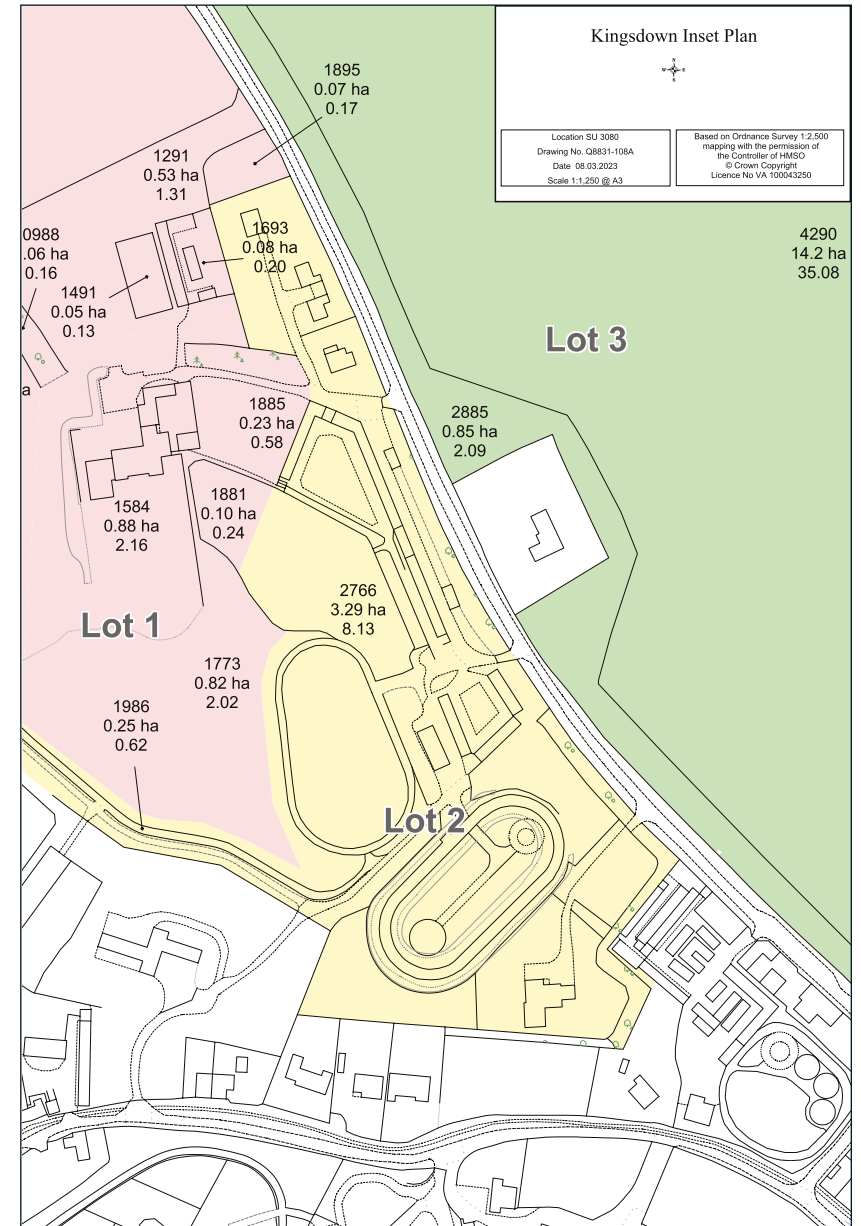 Kingsdown Inset Plan
N
W E
S
Location SU 3080
Drawing No. Q8831-108A
Date 08.03.2023
Scale 1:1,250 @ A3
Based on Ordnance Survey 1:2,500
mapping with the permission of
the Controller of HMSO
© Crown Copyright
Licence No VA 100043250
1895
0.07 ha
0.17
1291
0.53 ha
1.31
1693
0.08 ha
0.20
0988
.06 ha
0.16
1491
0.05 ha
0.13
a
4290
14.2 ha
35.08
Lot 3
1885
0.23 ha
0.58
2885
0.85 ha
2.09
1584
0.88 ha
2.16
1881
0.10 ha
0.24
2766
3.29 ha
8.13
Lot 1
1773
0.82 ha
2.02
1986
0.25 ha
0.62
Lot 2